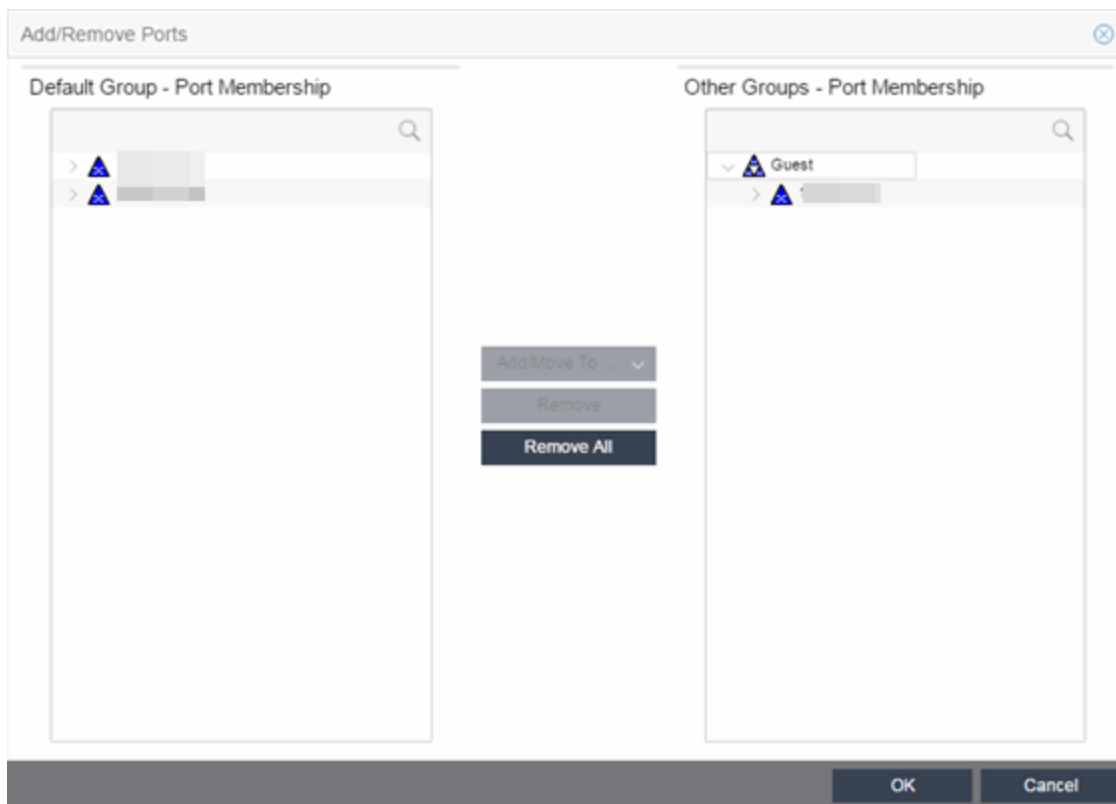 Add/Remove Ports
Default Group - Port Membership
Other Groups - Port Membership
Guest
Add/Move To ...
Remove
Remove All
OK
Cancel